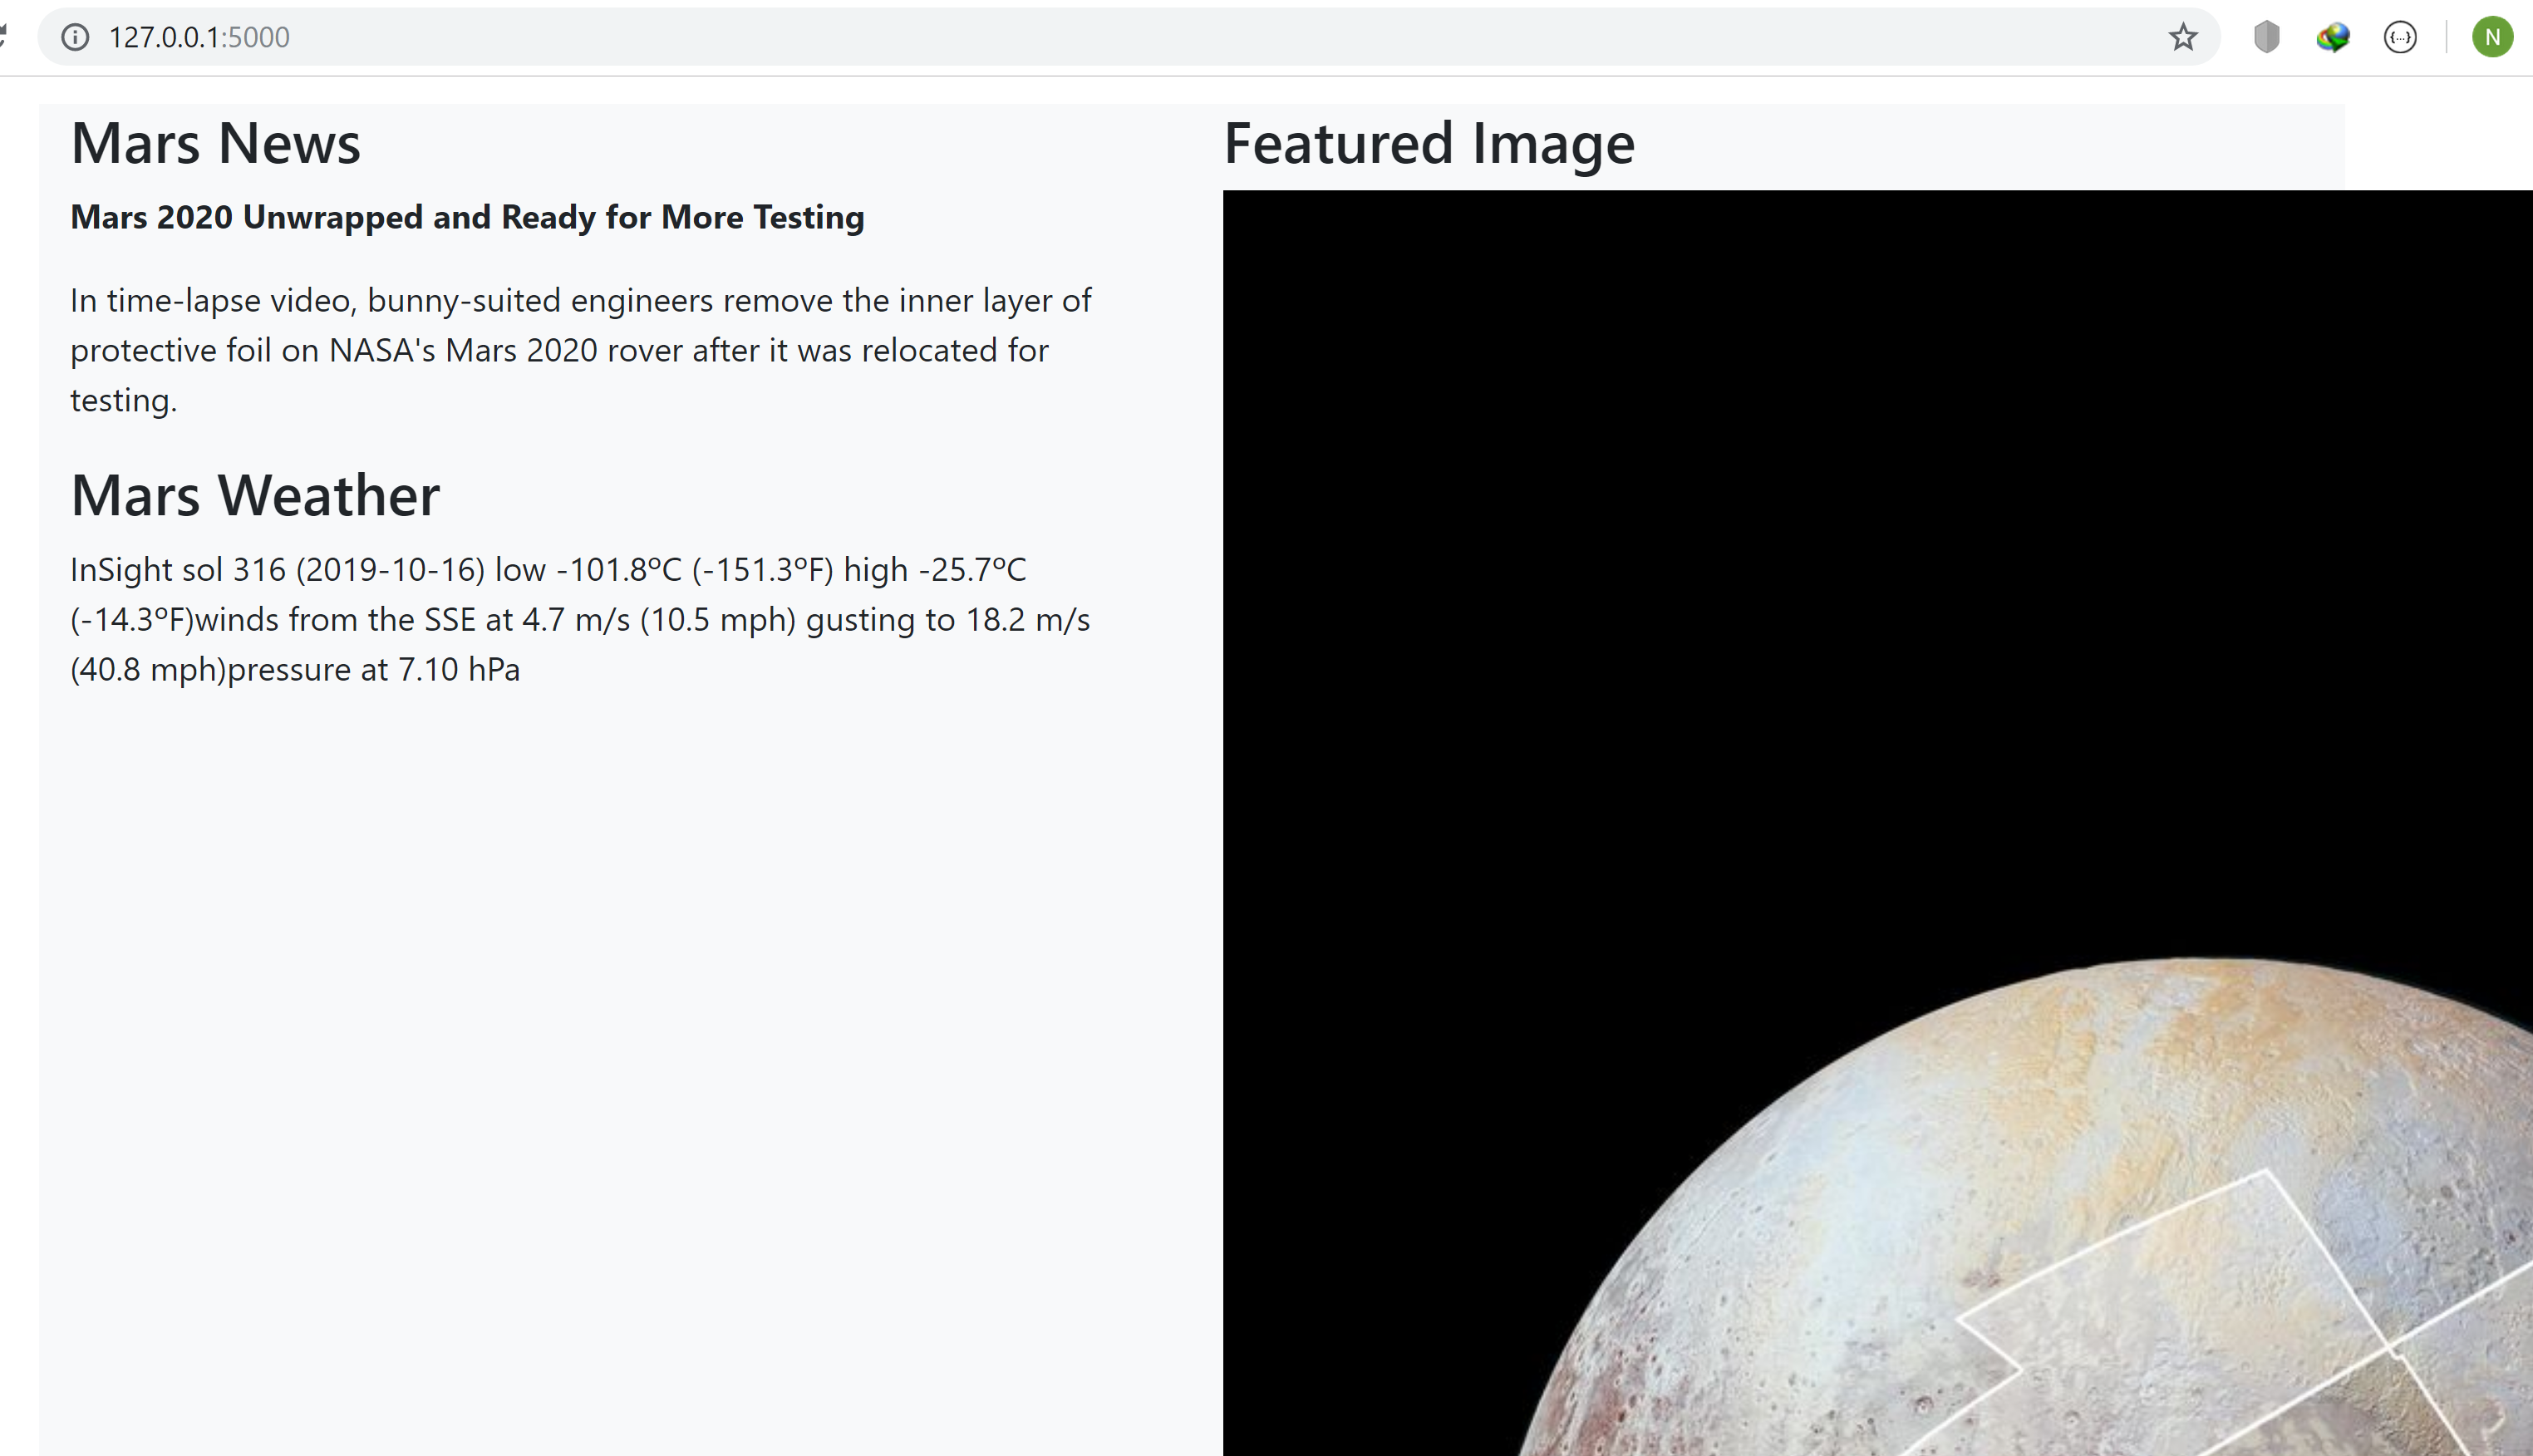 127.0.0.1:5000
N
Mars News
Mars 2020 Unwrapped and Ready for More Testing
In time-lapse video, bunny-suited engineers remove the inner layer of
protective foil on NASA's Mars 2020 rover after it was relocated for
testing.
Mars Weather
InSight sol 316 (2019-10-16) low -101.8ºC (-151.3ºF) high -25.7ºC
(-14.3ºF)winds from the SSE at 4.7 m/s (10.5 mph) gusting to 18.2 m/s
(40.8 mph)pressure at 7.10 hPa
Featured Image